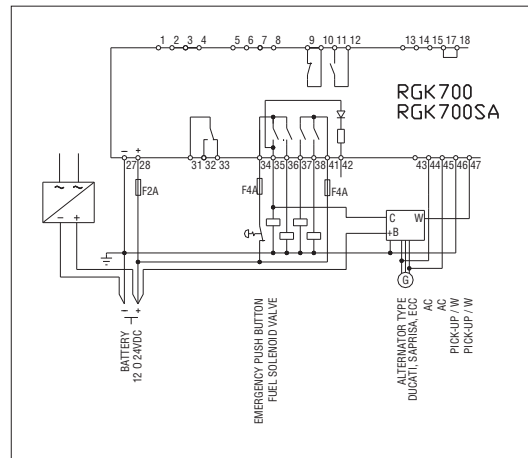 1 2 3 4 5 6 7 8 9 10 11 12 13 14 15 17 18
RGK700
RGK700SA
− +
27 28 31 32 33 34 35 36 37 38 41 42 43 44 45 46 47
F2A F4A F4A
~ ~
− +
C W
+B
G
BATTERY
12 O 24VDC
EMERGENCY PUSH BUTTON
FUEL SOLENOID VALVE
ALTERNATOR TYPE
DUCATI, SAPRISA, ECC
AC
AC
PICK-UP / W
PICK-UP / W